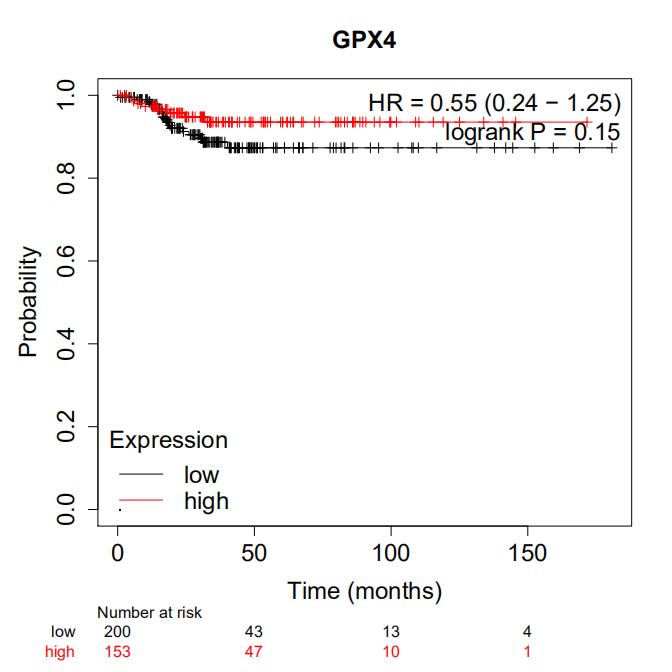 GPX4
HR = 0.55 (0.24 − 1.25)
logrank P = 0.15
Probability
1.0
0.8
0.6
0.4
0.2
0.0
Expression
low
high
0 50 100 150
Time (months)
Number at risk
low 200 43 13 4
high 153 47 10 1